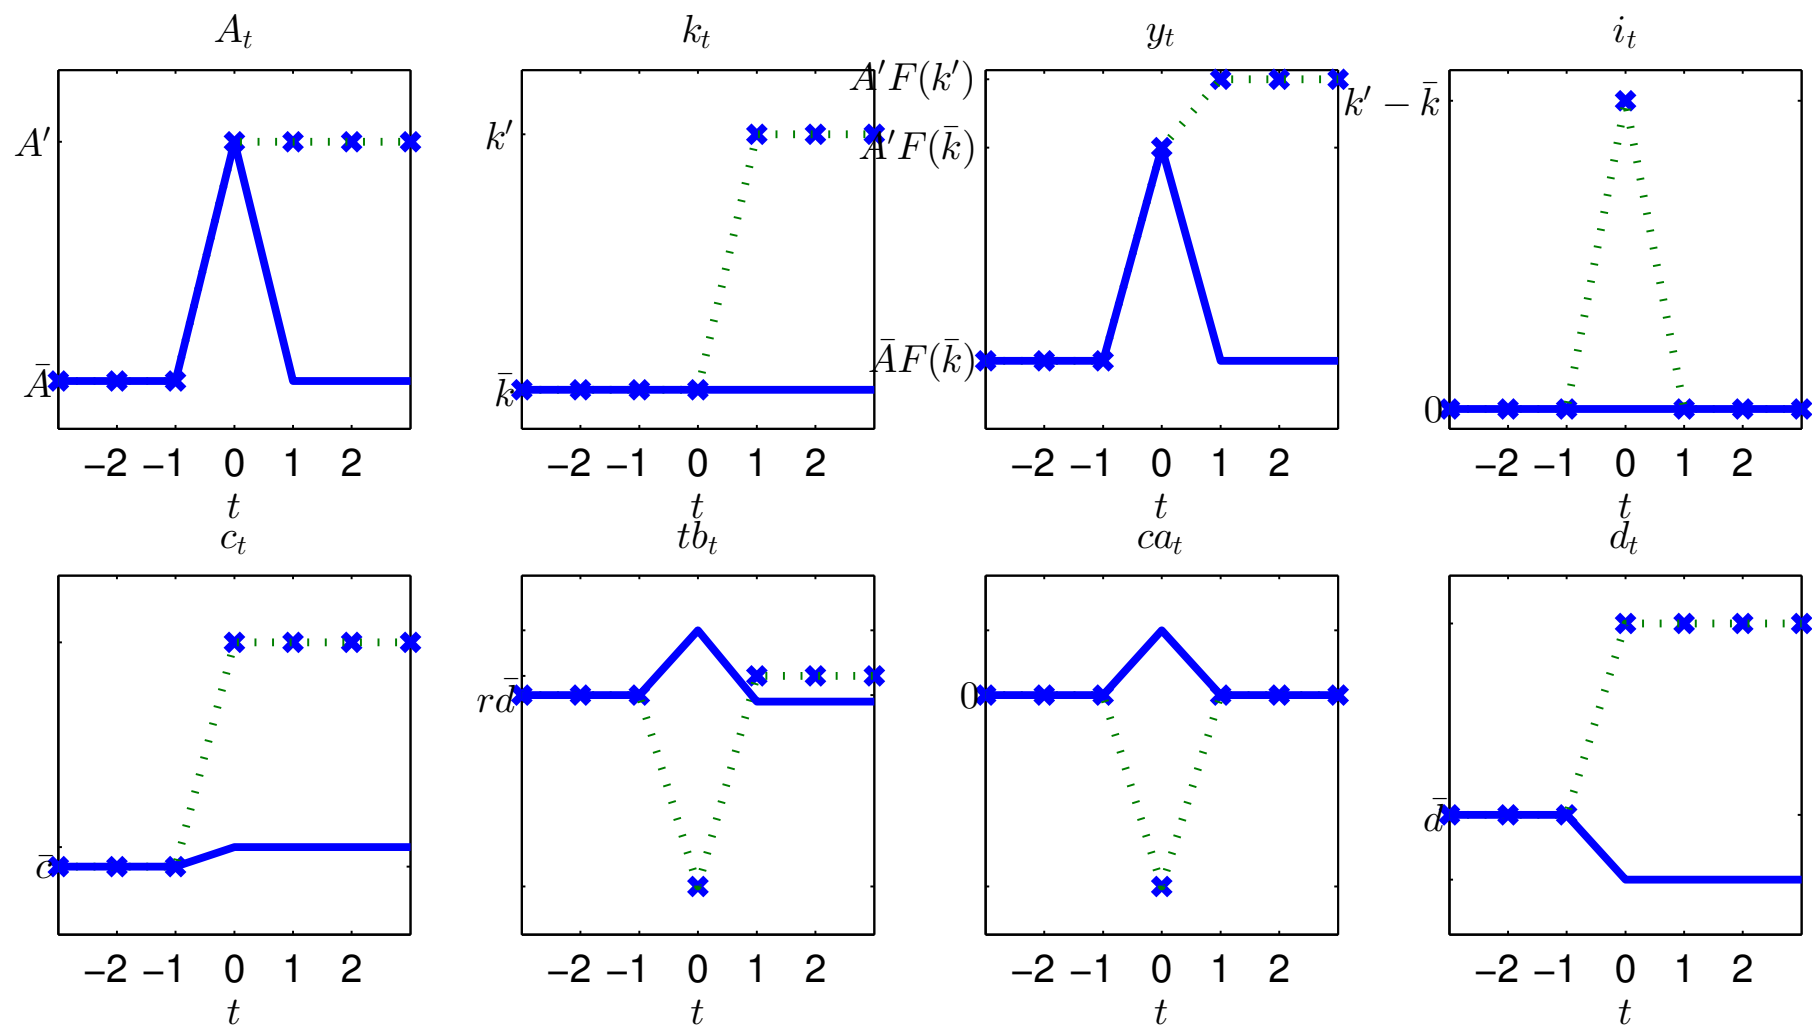 A_t k_t y_t i_t
A′ k′ A′F(k′) k′ − k̄
A′F(k̄)
Ā k̄ ĀF(k̄) 0
−2 −1 0 1 2 −2 −1 0 1 2 −2 −1 0 1 2 −2 −1 0 1 2
t t t t
c_t tb_t ca_t d_t
c̄ rd̄ 0 d̄
−2 −1 0 1 2 −2 −1 0 1 2 −2 −1 0 1 2 −2 −1 0 1 2
t t t t